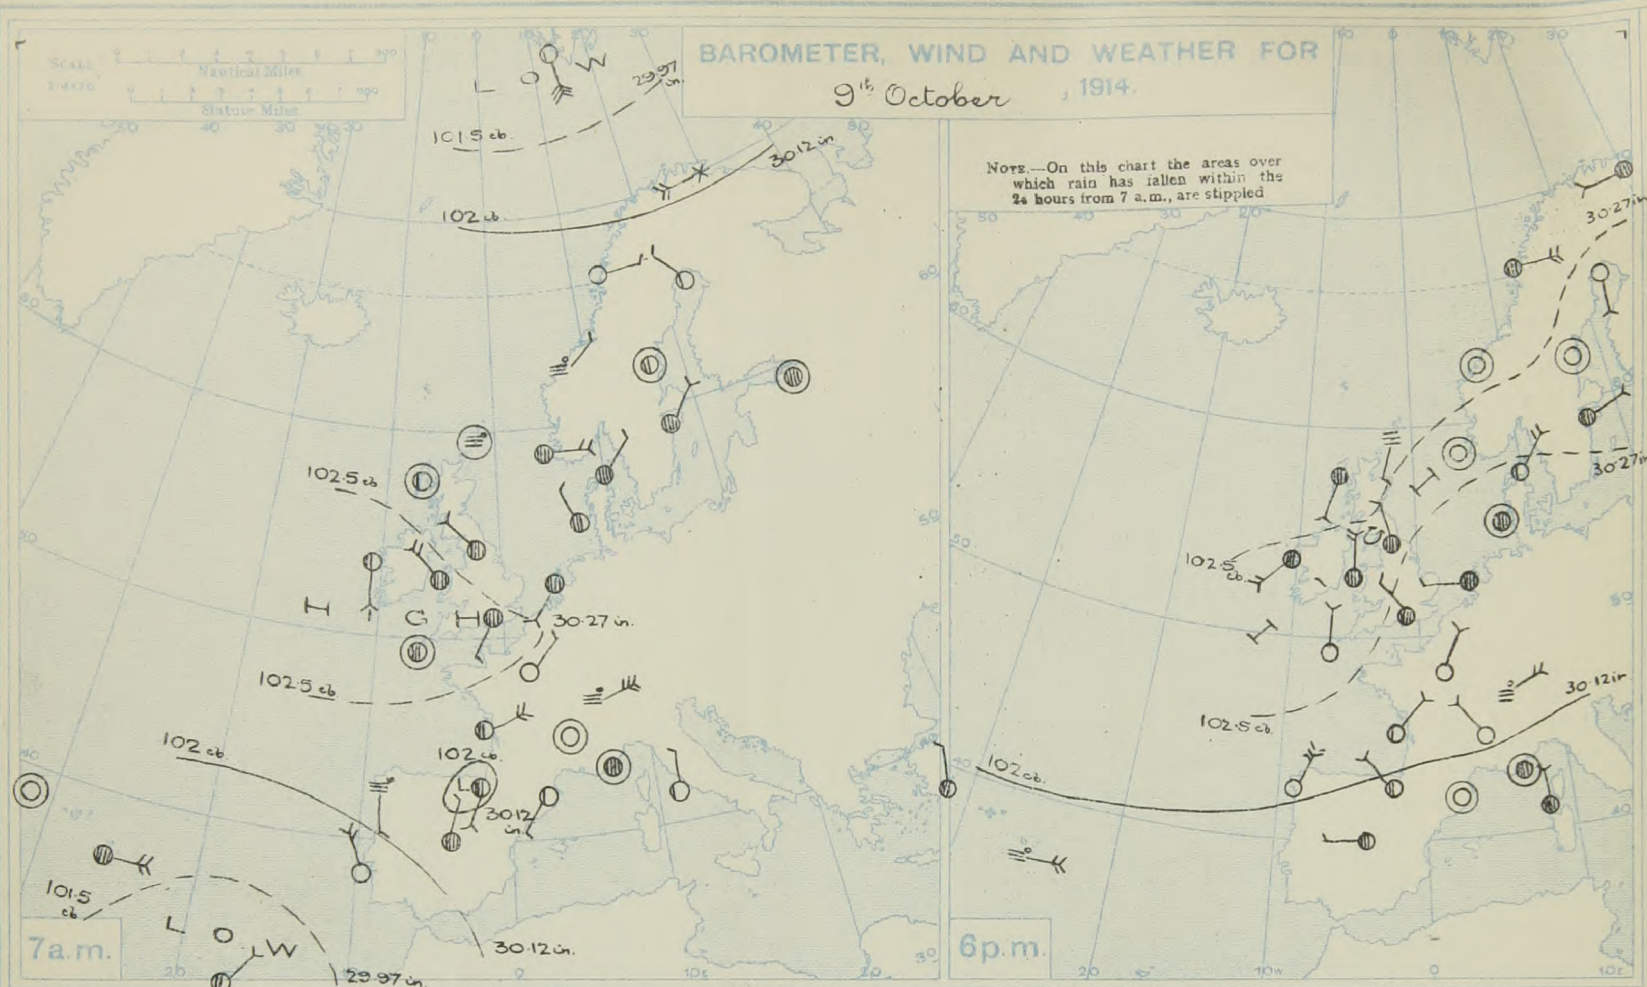 BAROMETER, WIND AND WEATHER FOR
9th October, 1914.
Scale
Nautical Miles
Statute Miles
NOTE.—On this chart the areas over
which rain has fallen within the
24 hours from 7 a.m., are stippled
L O W
29.97 in.
101.5 cb.
30.12 in
102 cb.
102.5 cb
H I G H
30.27 in.
102.5 cb
102 cb.
102 cb.
L
30.12 in.
101.5 cb
L O W
30.12 in.
29.97 in.
7a.m.
30.27 in
30.27 in
H I G H
102.5 cb.
102.5 cb.
30.12 in
102 cb.
6p.m.